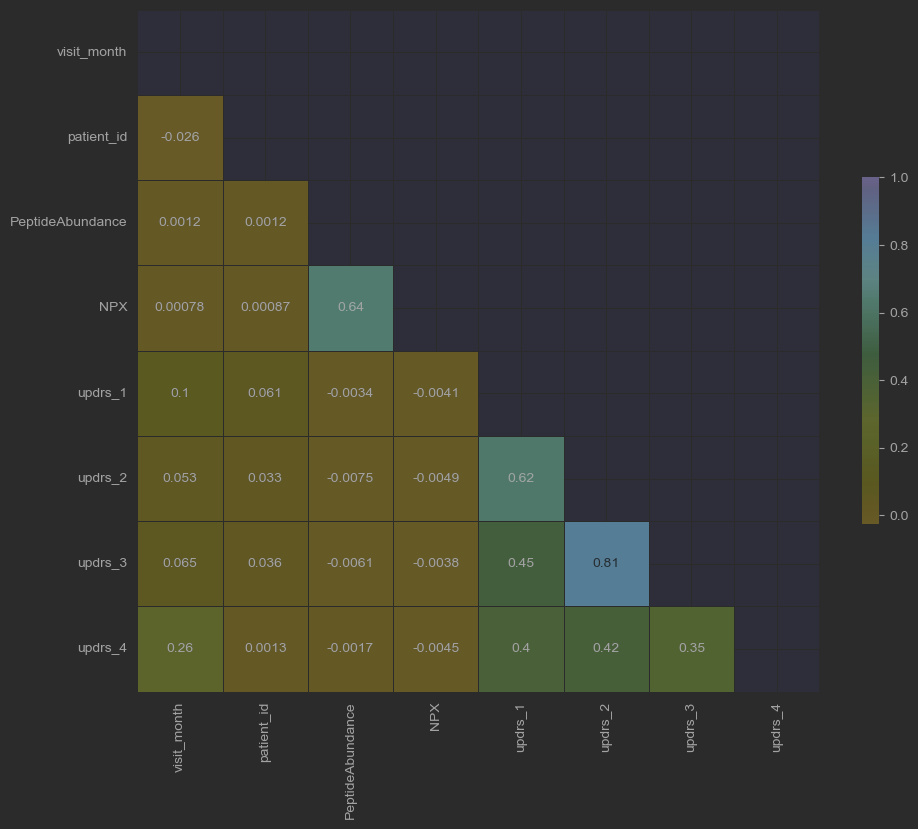 visit_month
patient_id
-0.026
PeptideAbundance
0.0012
0.0012
NPX
0.00078
0.00087
0.64
updrs_1
0.1
0.061
-0.0034
-0.0041
updrs_2
0.053
0.033
-0.0075
-0.0049
0.62
updrs_3
0.065
0.036
-0.0061
-0.0038
0.45
0.81
updrs_4
0.26
0.0013
-0.0017
-0.0045
0.4
0.42
0.35
visit_month
patient_id
PeptideAbundance
NPX
updrs_1
updrs_2
updrs_3
updrs_4
1.0
0.8
0.6
0.4
0.2
0.0